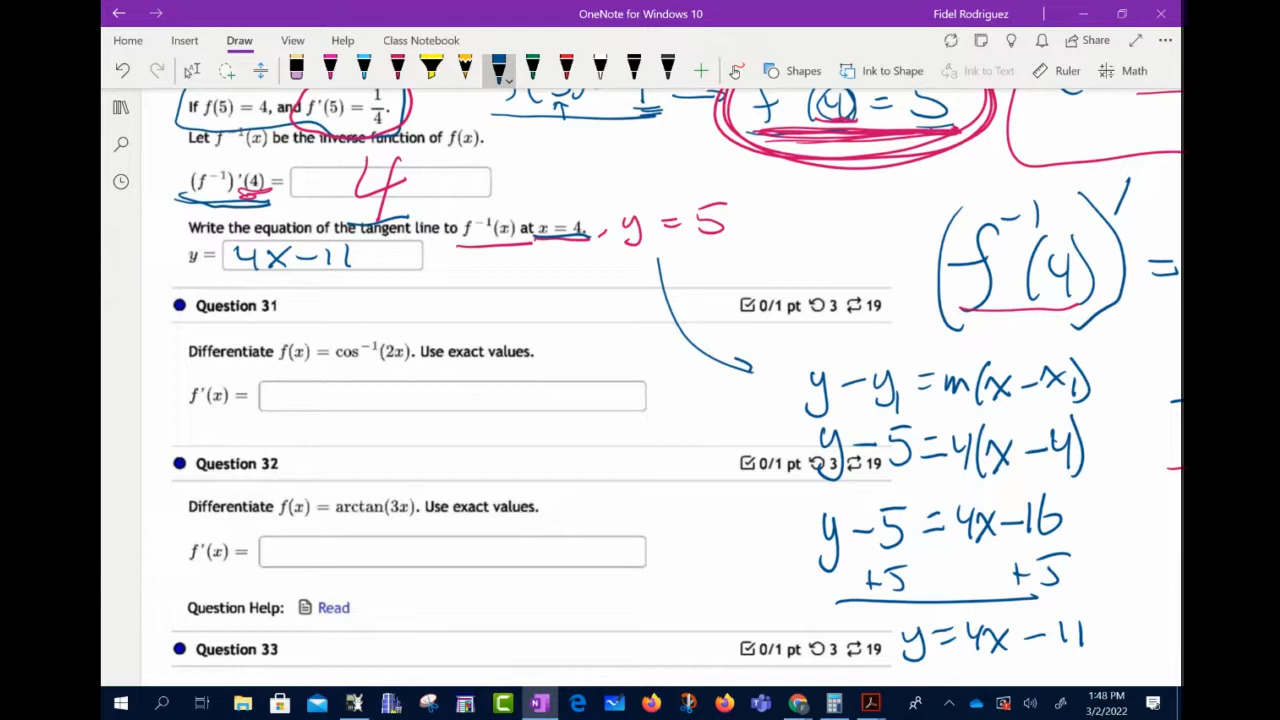 OneNote for Windows 10
Fidel Rodriguez
Home Insert Draw View Help Class Notebook
Share
Shapes Ink to Shape Ink to Text Ruler Math
If f(5) = 4, and f'(5) = 1/4.
f⁻¹(4) = 5
Let f⁻¹(x) be the inverse function of f(x).
(f⁻¹)'(4) = 4
Write the equation of the tangent line to f⁻¹(x) at x = 4. , y = 5
y = 4x-11
(f⁻¹(4))' =
Question 31 0/1 pt 3 19
Differentiate f(x) = cos⁻¹(2x). Use exact values.
f'(x) =
y - y₁ = m(x - x₁)
y - 5 = 4(x - 4)
Question 32 0/1 pt 3 19
Differentiate f(x) = arctan(3x). Use exact values.
f'(x) =
y - 5 = 4x - 16
+5 +5
y = 4x - 11
Question Help: Read
Question 33 0/1 pt 3 19
1:48 PM
3/2/2022